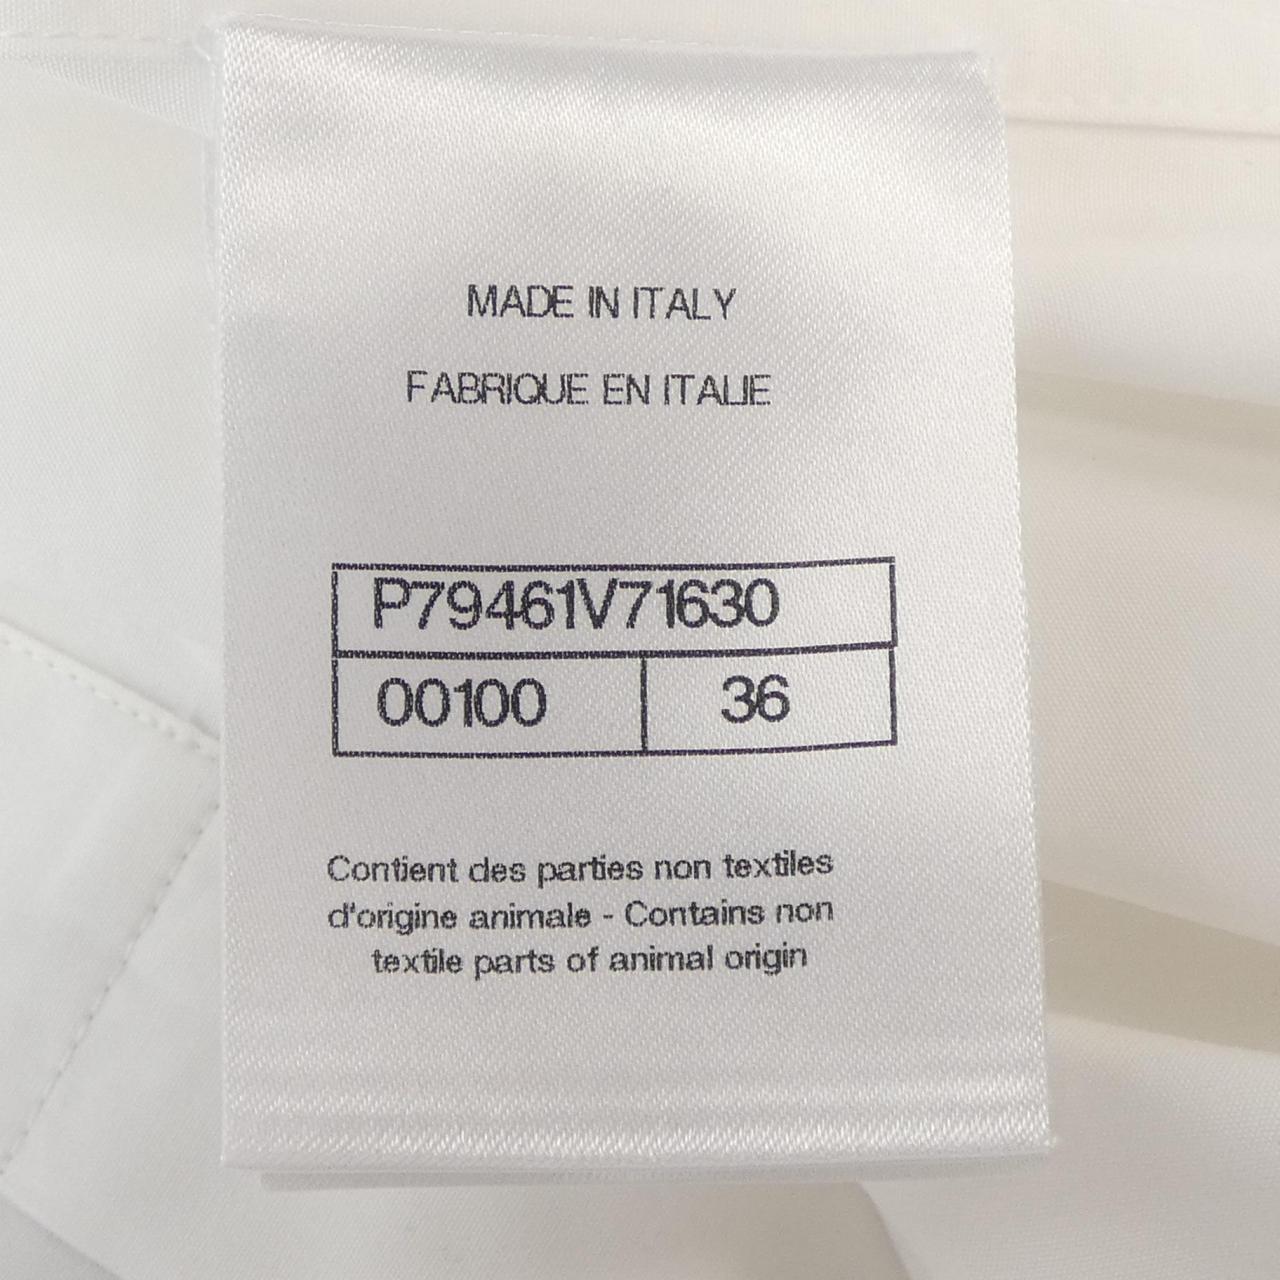 MADE IN ITALY
FABRIQUE EN ITALIE
P79461V71630
00100 36
Contient des parties non textiles
d'origine animale - Contains non
textile parts of animal origin